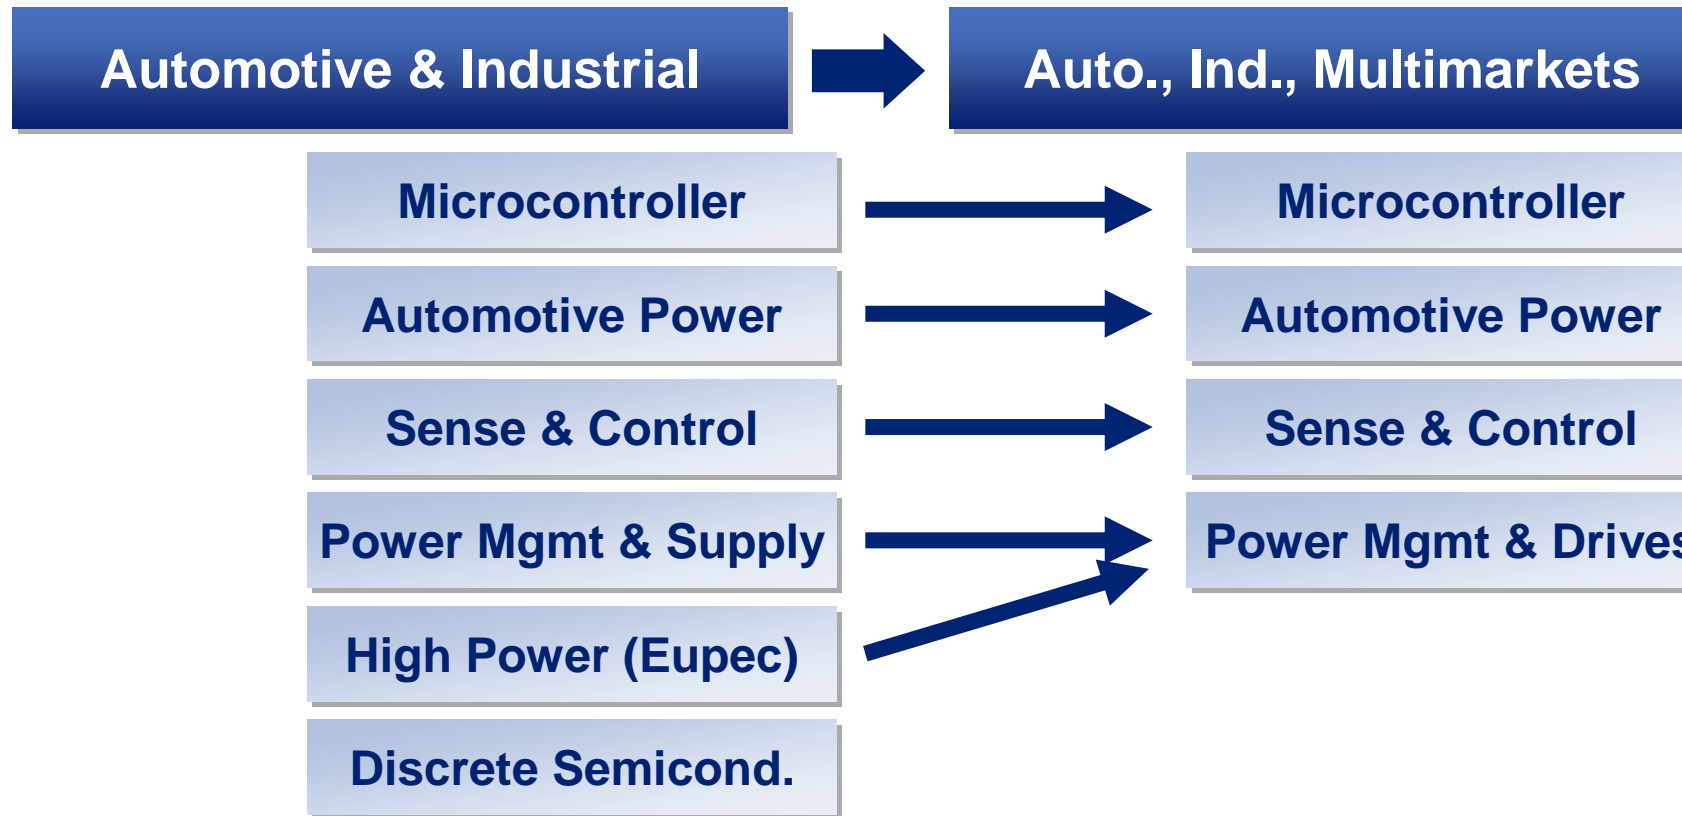 Automotive & Industrial
Auto., Ind., Multimarkets
Microcontroller
Microcontroller
Automotive Power
Automotive Power
Sense & Control
Sense & Control
Power Mgmt & Supply
Power Mgmt & Drives
High Power (Eupec)
Discrete Semicond.